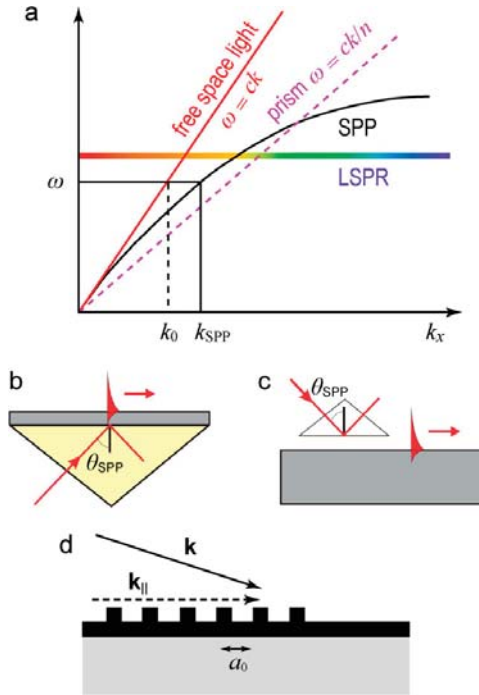 a
free space light
ω = ck
prism ω = ck/n
SPP
LSPR
ω
k0
kSPP
kx
b
θSPP
c
θSPP
d
k
k||
a0